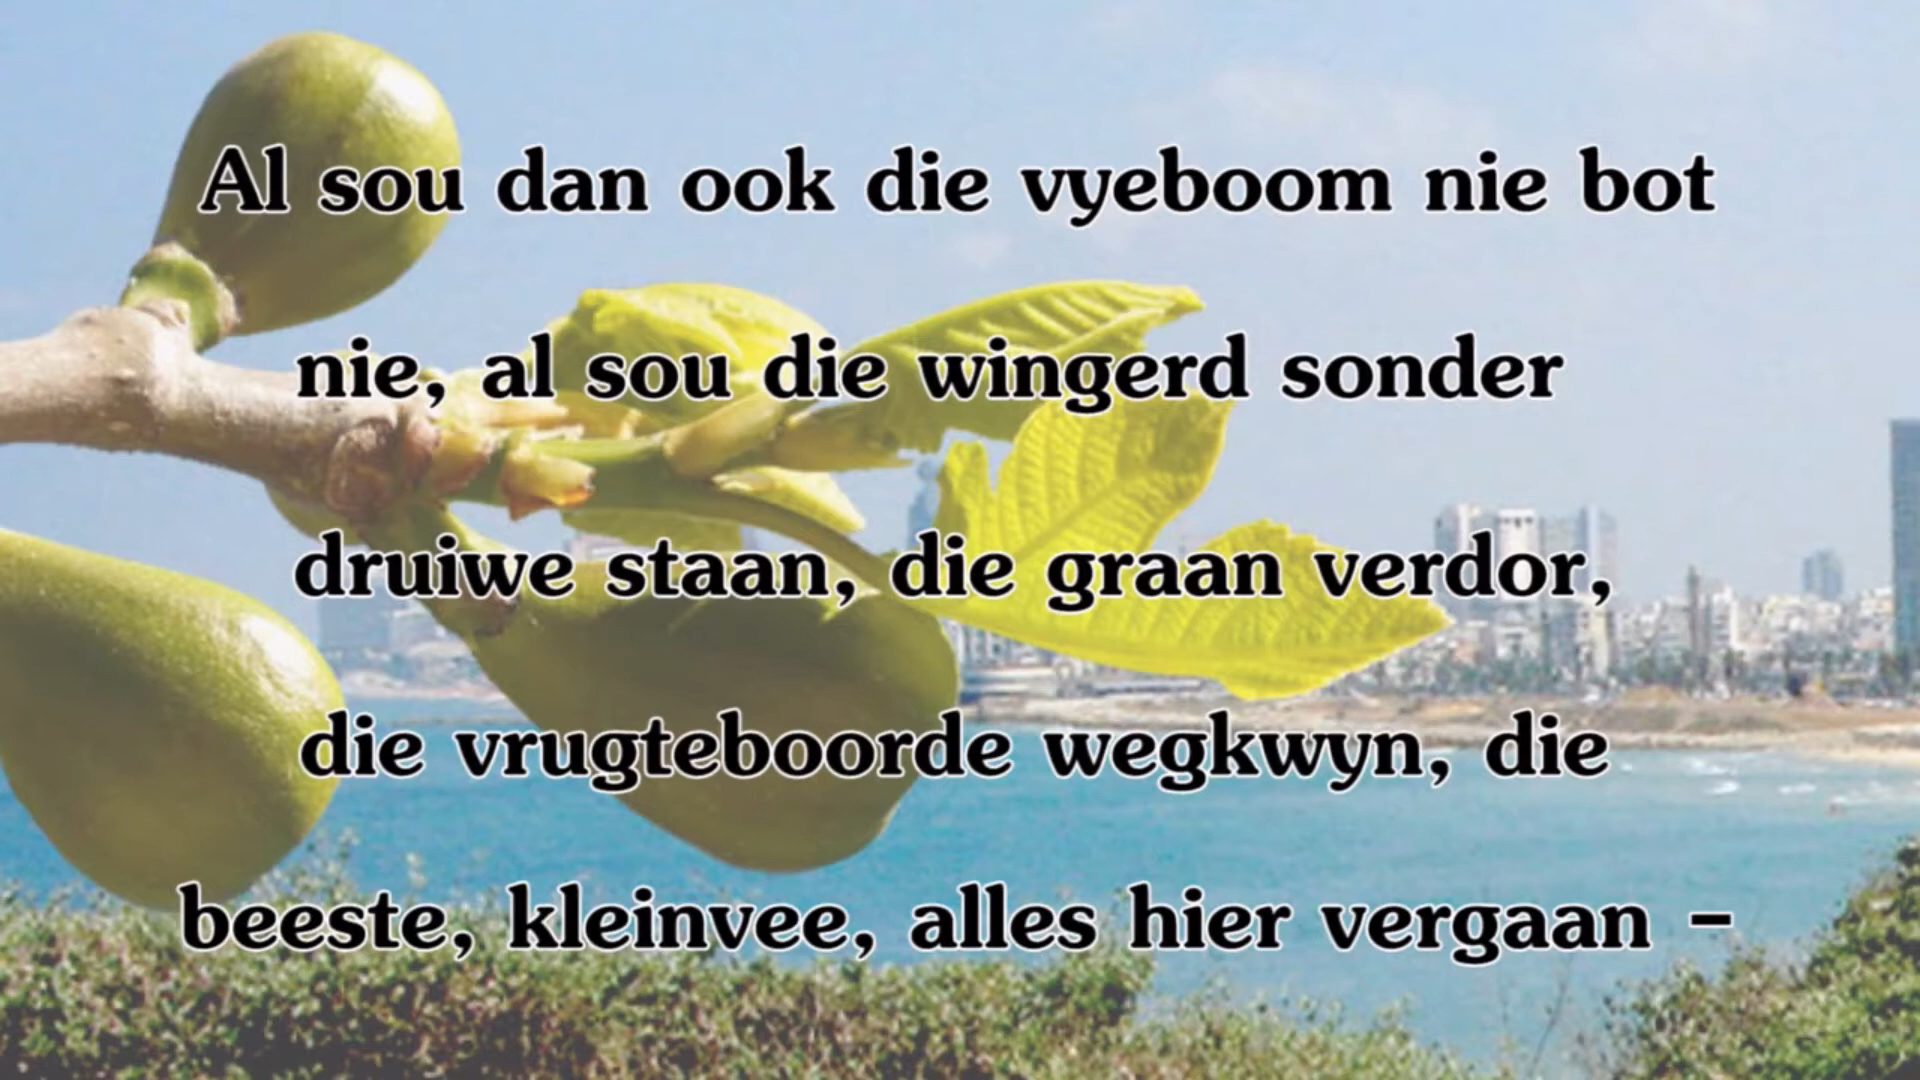 Al sou dan ook die vyeboom nie bot
nie, al sou die wingerd sonder
druiwe staan, die graan verdor,
die vrugteboorde wegkwyn, die
beeste, kleinvee, alles hier vergaan –